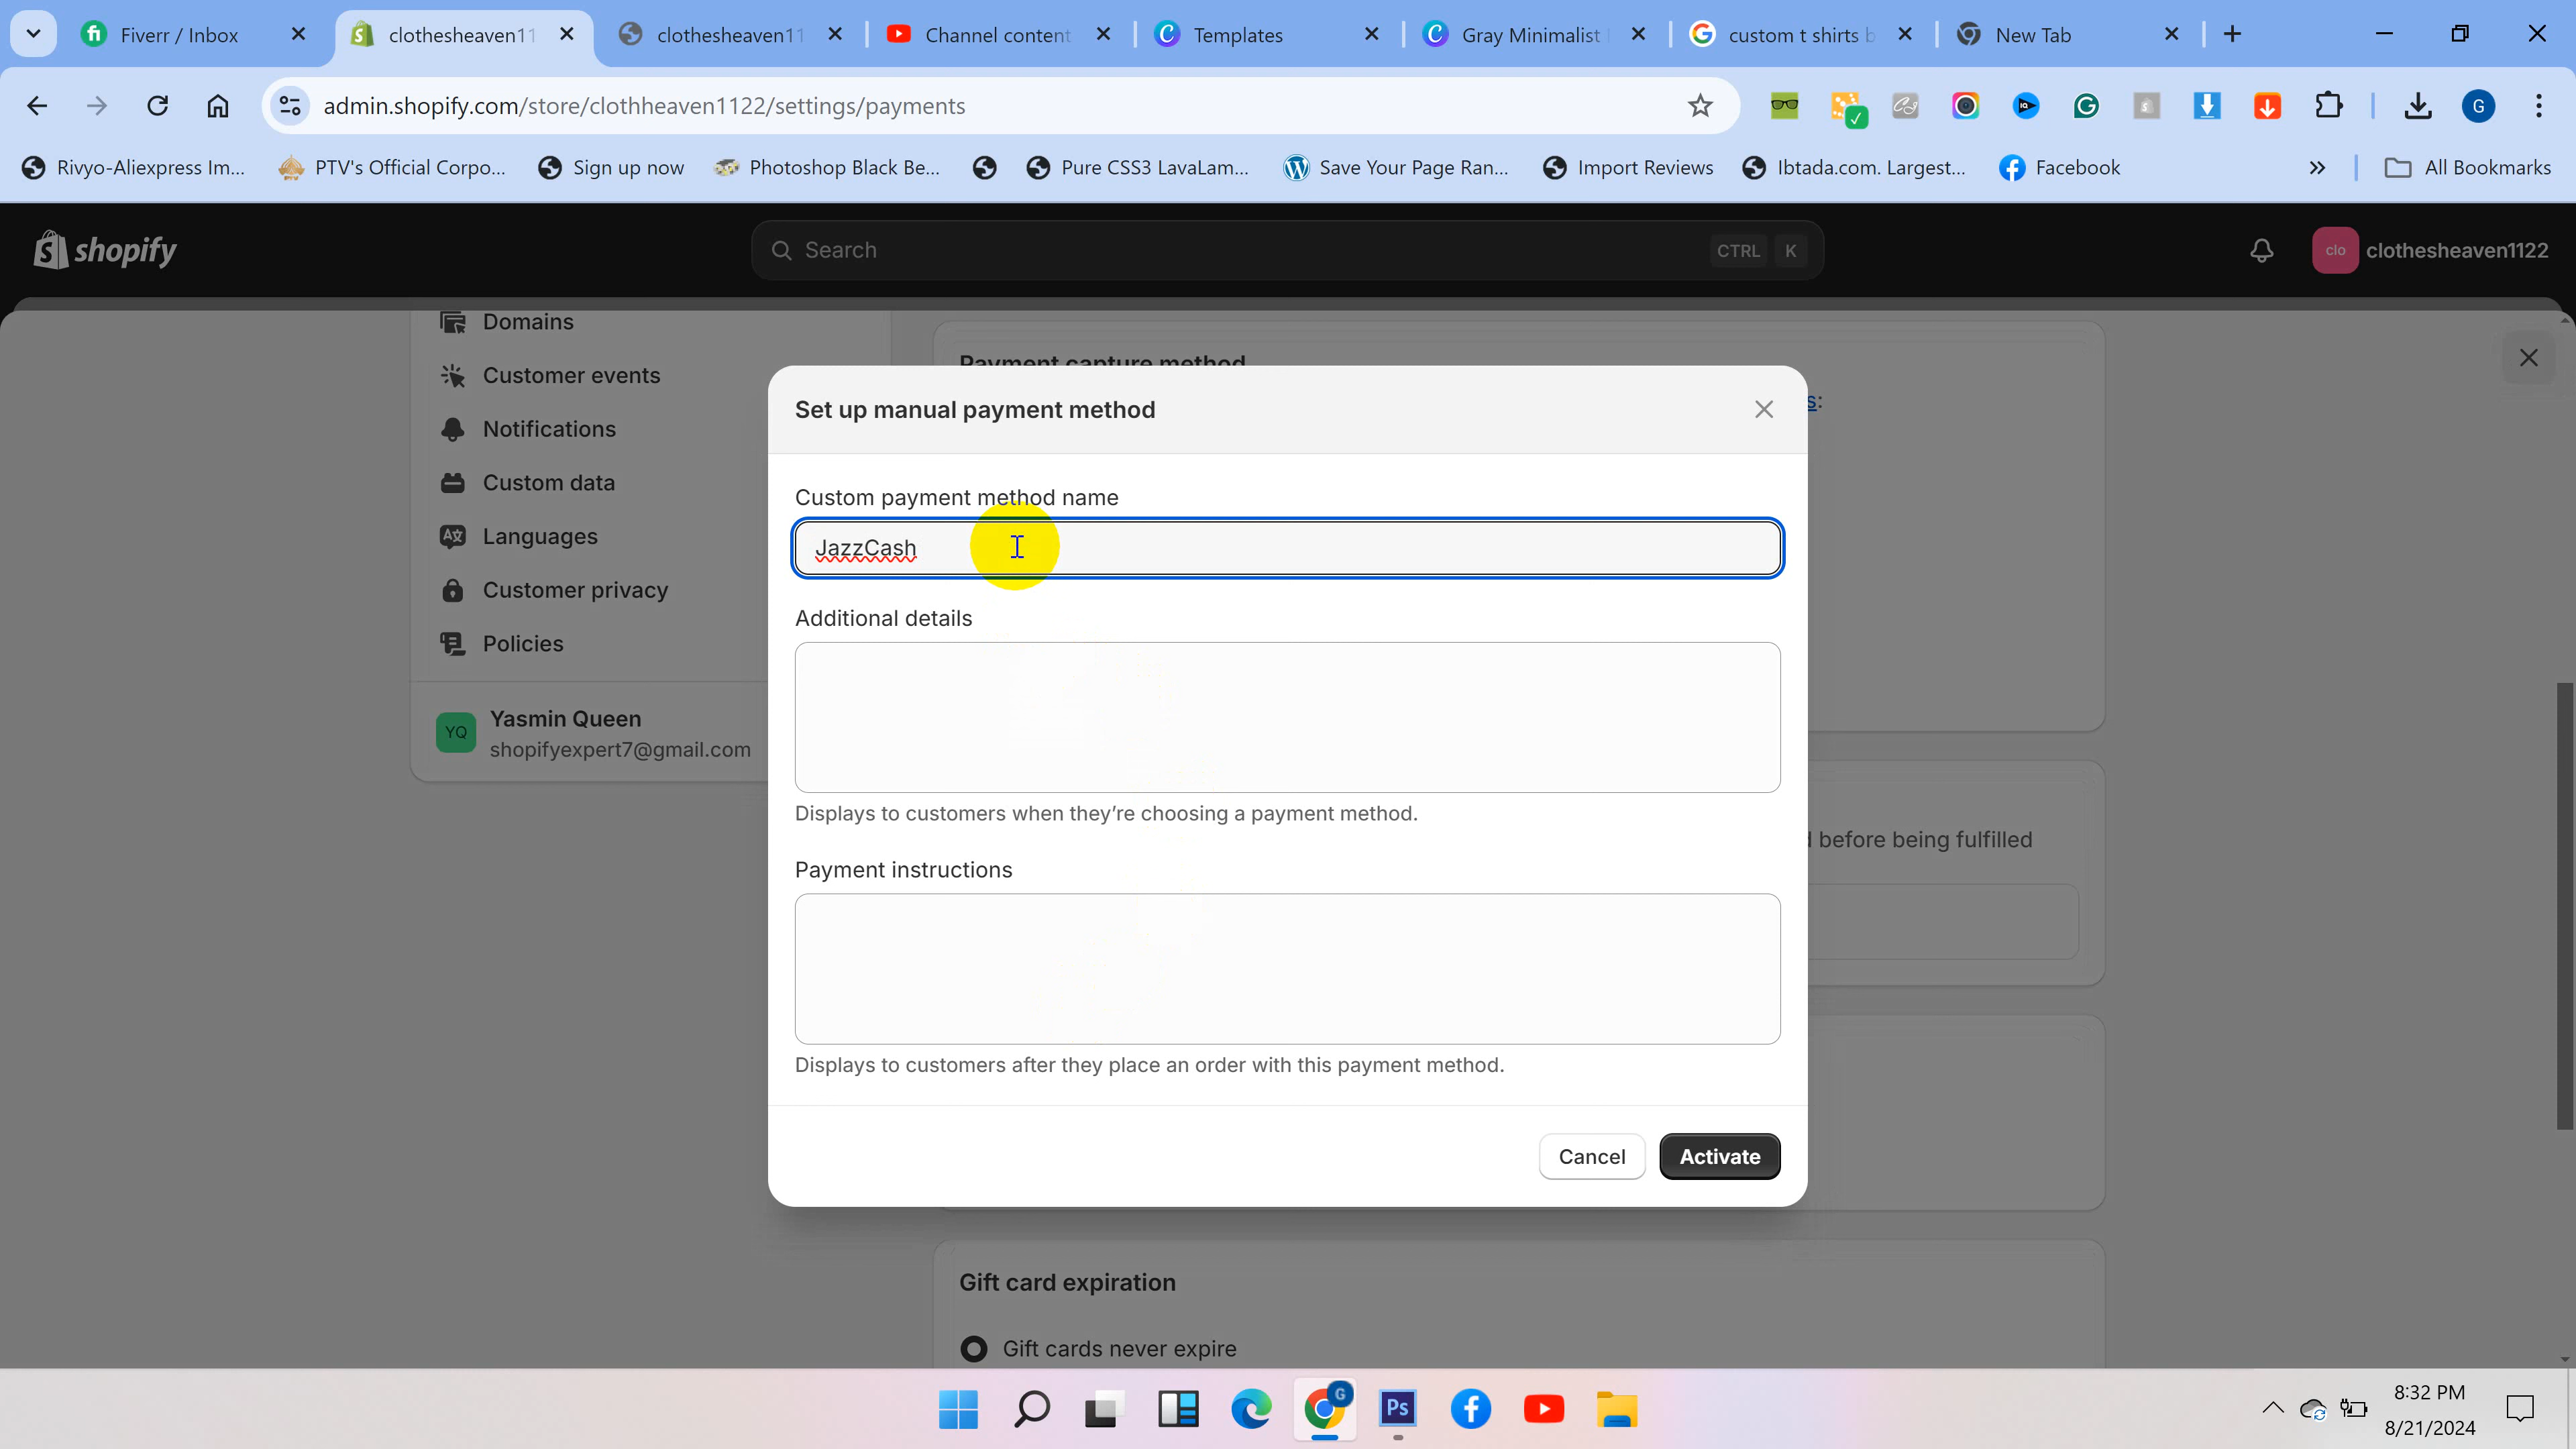 Fiverr / Inbox
clothesheaven11
clothesheaven11
Channel content
Templates
Gray Minimalist
custom t shirts b
New Tab
admin.shopify.com/store/clothheaven1122/settings/payments
Rivyo-Aliexpress Im...
PTV's Official Corpo...
Sign up now
Photoshop Black Be...
Pure CSS3 LavaLam...
Save Your Page Ran...
Import Reviews
Ibtada.com. Largest...
Facebook
All Bookmarks
shopify
Search
CTRL K
clo
clothesheaven1122
Domains
Customer events
Notifications
Custom data
Languages
Customer privacy
Policies
YQ
Yasmin Queen
shopifyexpert7@gmail.com
Payment capture method
s:
Set up manual payment method
Custom payment method name
JazzCash
Additional details
Displays to customers when they're choosing a payment method.
Payment instructions
Displays to customers after they place an order with this payment method.
Cancel
Activate
before being fulfilled
Gift card expiration
Gift cards never expire
Ps
G
8:32 PM
8/21/2024